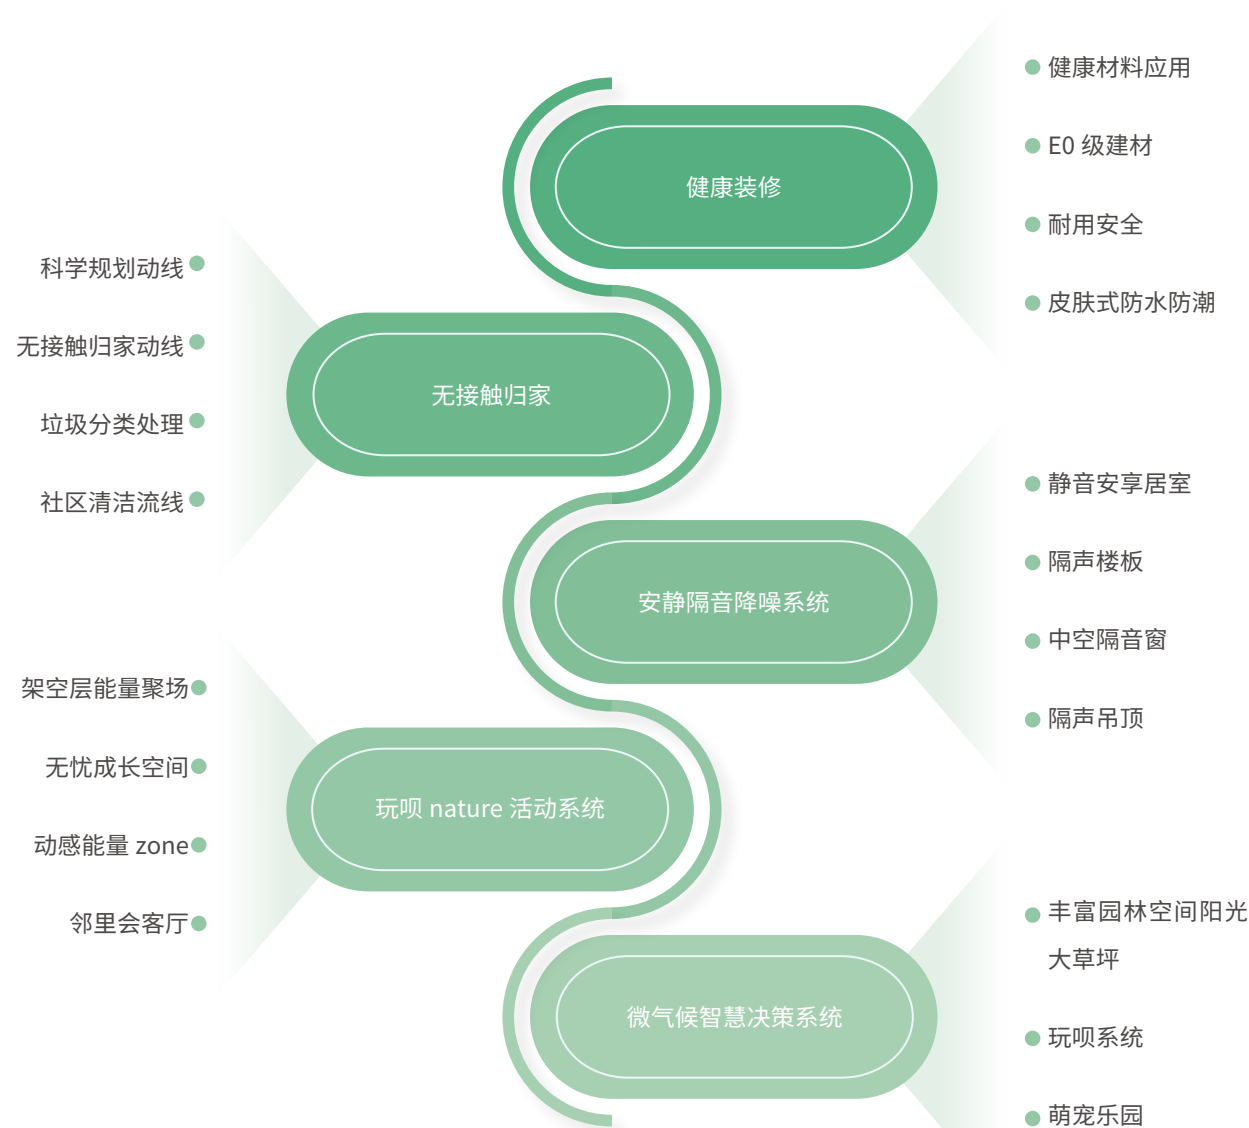 健康装修
健康材料应用
E0 级建材
耐用安全
皮肤式防水防潮
无接触归家
科学规划动线
无接触归家动线
垃圾分类处理
社区清洁流线
安静隔音降噪系统
静音安享居室
隔声楼板
中空隔音窗
隔声吊顶
玩呗 nature 活动系统
架空层能量聚场
无忧成长空间
动感能量 zone
邻里会客厅
微气候智慧决策系统
丰富园林空间阳光
大草坪
玩呗系统
萌宠乐园